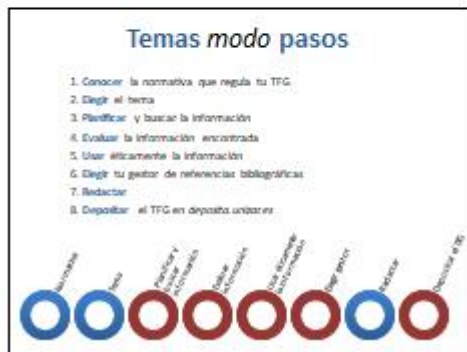 Temas modo pasos
1. Conocer la normativa que regula tu TFG
2. Elegir el tema
3. Planificar y buscar la información
4. Evaluar la información encontrada
5. Usar éticamente la información
6. Elegir tu gestor de referencias bibliográficas
7. Redactar
8. Depositar el TFG en deposita.unizar.es
Tema
Planificar y
buscar
información
Evaluar
información
Elegir gestor
Redactar